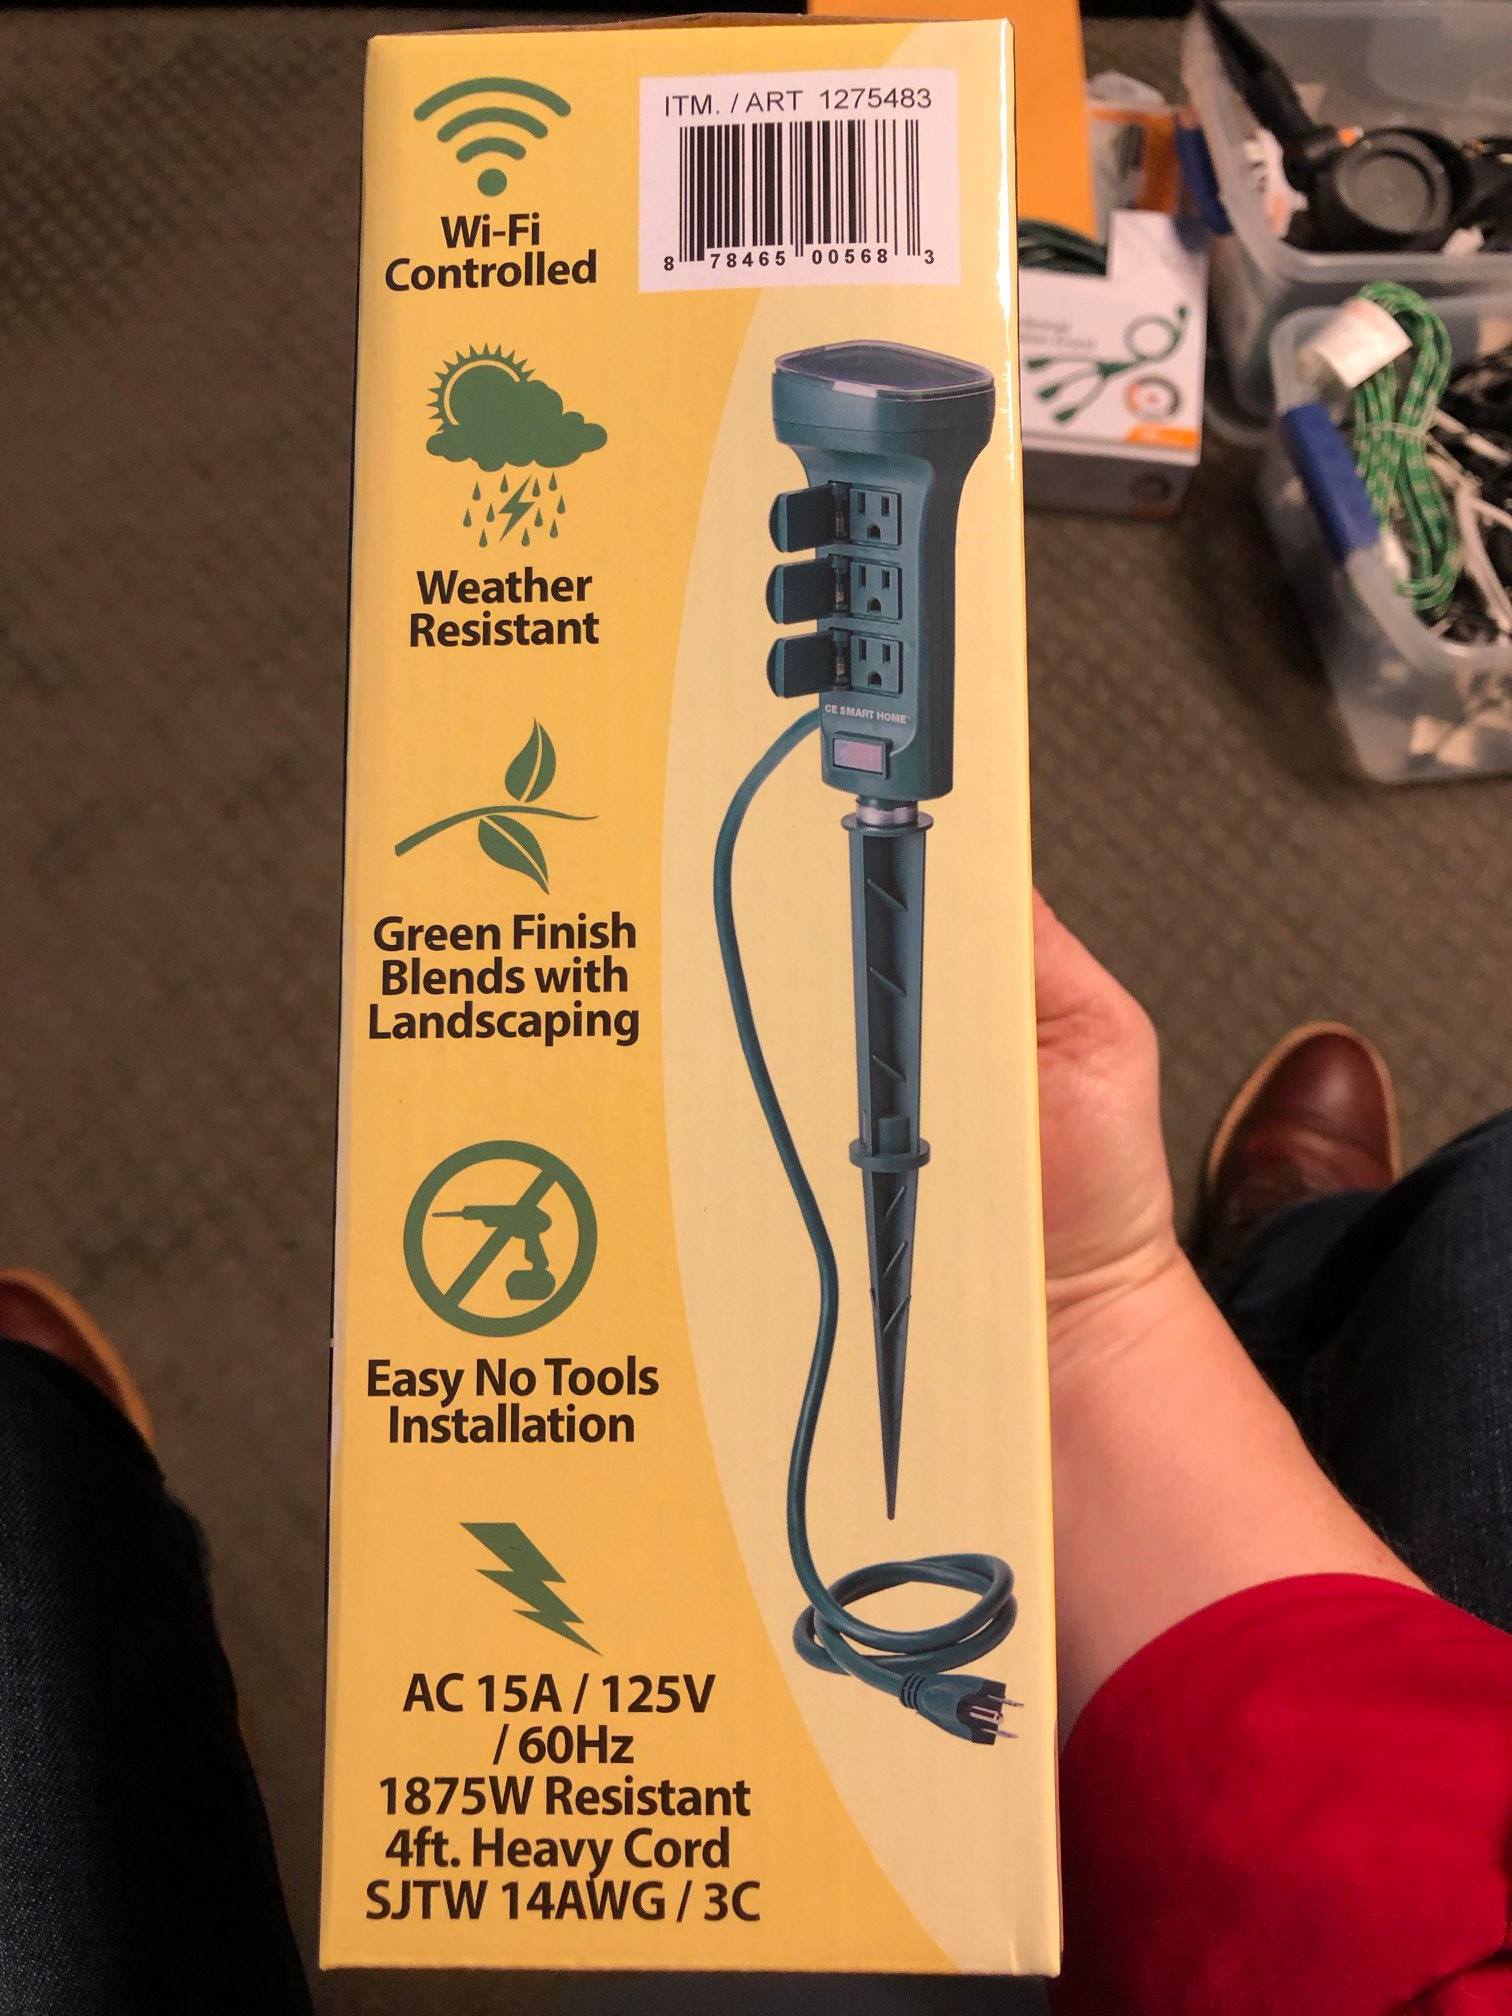 Wi-Fi
Controlled
ITM. / ART 1275483
8 78465 00568 3
Weather
Resistant
Green Finish
Blends with
Landscaping
CE SMART HOME™
Easy No Tools
Installation
AC 15A / 125V
/ 60Hz
1875W Resistant
4ft. Heavy Cord
SJTW 14AWG / 3C